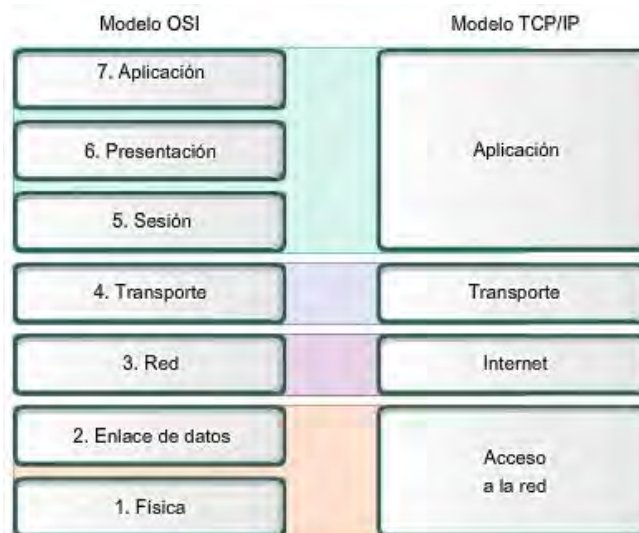 Modelo OSI
Modelo TCP/IP
7. Aplicación
6. Presentación
5. Sesión
Aplicación
4. Transporte
Transporte
3. Red
Internet
2. Enlace de datos
1. Física
Acceso
a la red